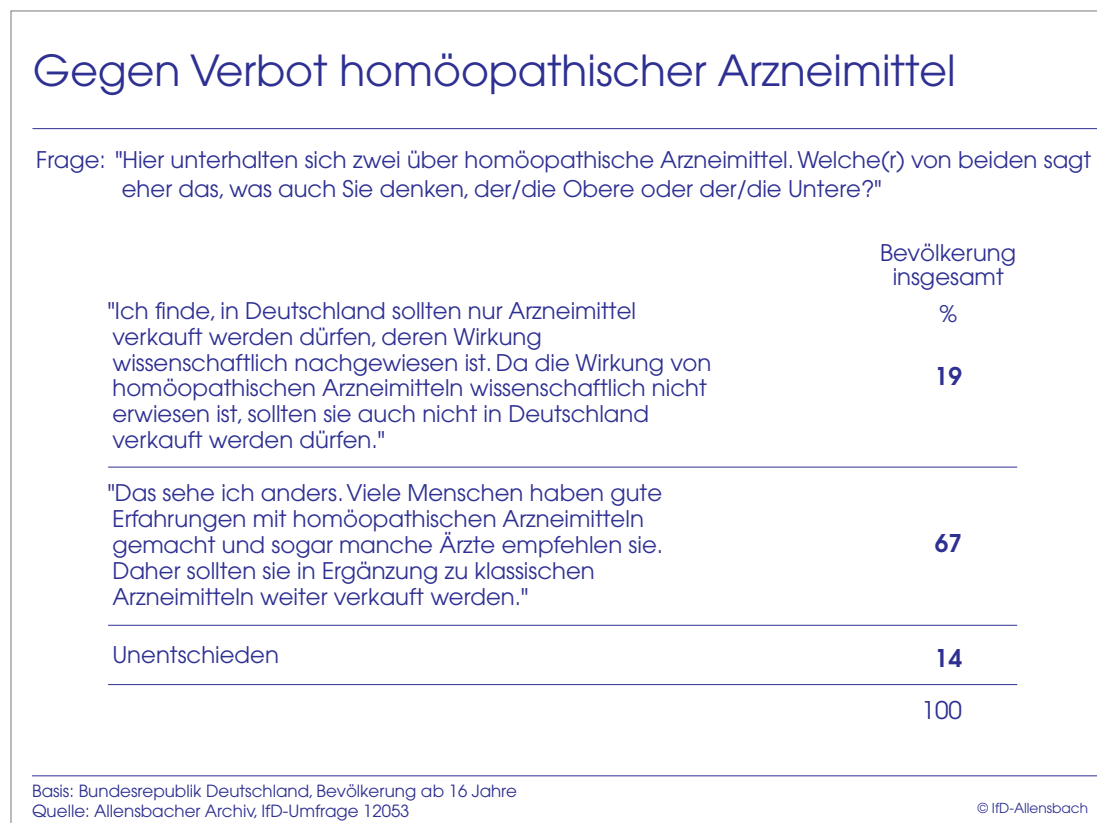 Gegen Verbot homöopathischer Arzneimittel
Frage: "Hier unterhalten sich zwei über homöopathische Arzneimittel. Welche(r) von beiden sagt
eher das, was auch Sie denken, der/die Obere oder der/die Untere?"
Bevölkerung
insgesamt
%
"Ich finde, in Deutschland sollten nur Arzneimittel
verkauft werden dürfen, deren Wirkung
wissenschaftlich nachgewiesen ist. Da die Wirkung von
homöopathischen Arzneimitteln wissenschaftlich nicht
erwiesen ist, sollten sie auch nicht in Deutschland
verkauft werden dürfen."
19
"Das sehe ich anders. Viele Menschen haben gute
Erfahrungen mit homöopathischen Arzneimitteln
gemacht und sogar manche Ärzte empfehlen sie.
Daher sollten sie in Ergänzung zu klassischen
Arzneimitteln weiter verkauft werden."
67
Unentschieden 14
100
Basis: Bundesrepublik Deutschland, Bevölkerung ab 16 Jahre
Quelle: Allensbacher Archiv, IfD-Umfrage 12053
© IfD-Allensbach